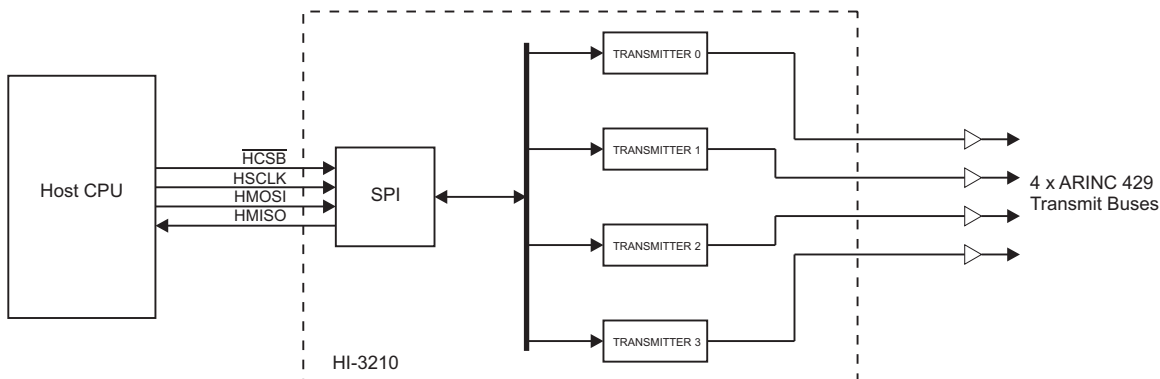 Host CPU
HCSB
HSCLK
HMOSI
HMISO
SPI
HI-3210
TRANSMITTER 0
TRANSMITTER 1
TRANSMITTER 2
TRANSMITTER 3
4 x ARINC 429
Transmit Buses